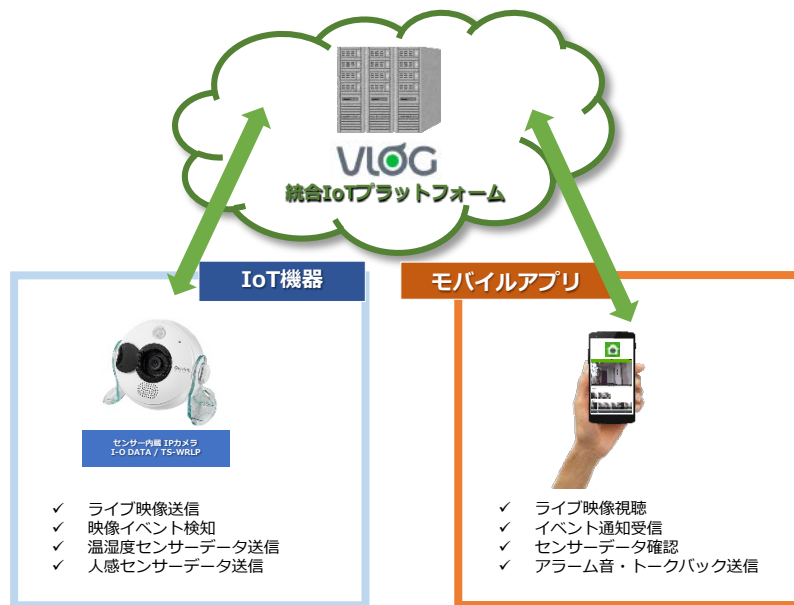 VLOG
統合IoTプラットフォーム
IoT機器
センサー内蔵 IPカメラ
I-O DATA / TS-WRLP
✓ ライブ映像送信
✓ 映像イベント検知
✓ 温湿度センサーデータ送信
✓ 人感センサーデータ送信
モバイルアプリ
✓ ライブ映像視聴
✓ イベント通知受信
✓ センサーデータ確認
✓ アラーム音・トークバック送信